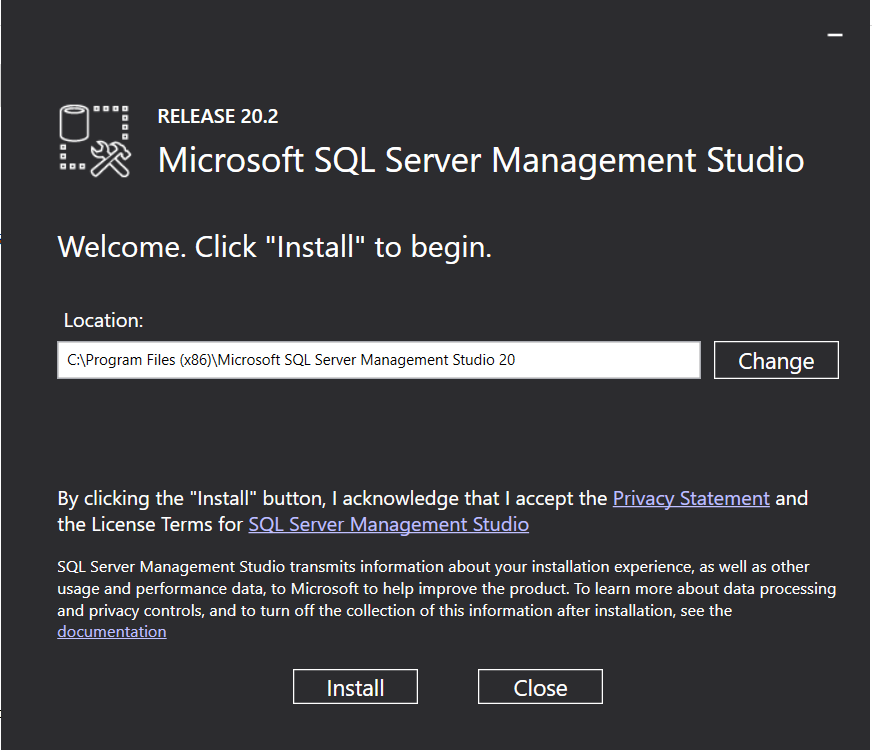 RELEASE 20.2
Microsoft SQL Server Management Studio
Welcome. Click "Install" to begin.
Location:
C:\Program Files (x86)\Microsoft SQL Server Management Studio 20
Change
By clicking the "Install" button, I acknowledge that I accept the Privacy Statement and
the License Terms for SQL Server Management Studio
SQL Server Management Studio transmits information about your installation experience, as well as other
usage and performance data, to Microsoft to help improve the product. To learn more about data processing
and privacy controls, and to turn off the collection of this information after installation, see the
documentation
Install
Close